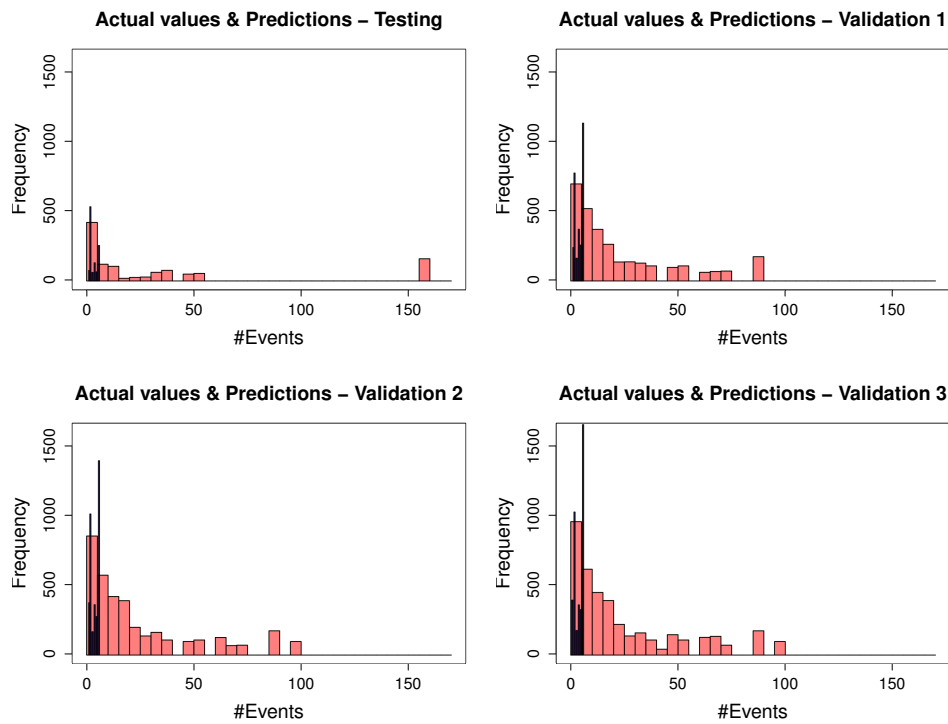 Actual values & Predictions − Testing
Frequency
1500
1000
500
0
0 50 100 150
#Events
Actual values & Predictions − Validation 1
Frequency
1500
1000
500
0
0 50 100 150
#Events
Actual values & Predictions − Validation 2
Frequency
1500
1000
500
0
0 50 100 150
#Events
Actual values & Predictions − Validation 3
Frequency
1500
1000
500
0
0 50 100 150
#Events